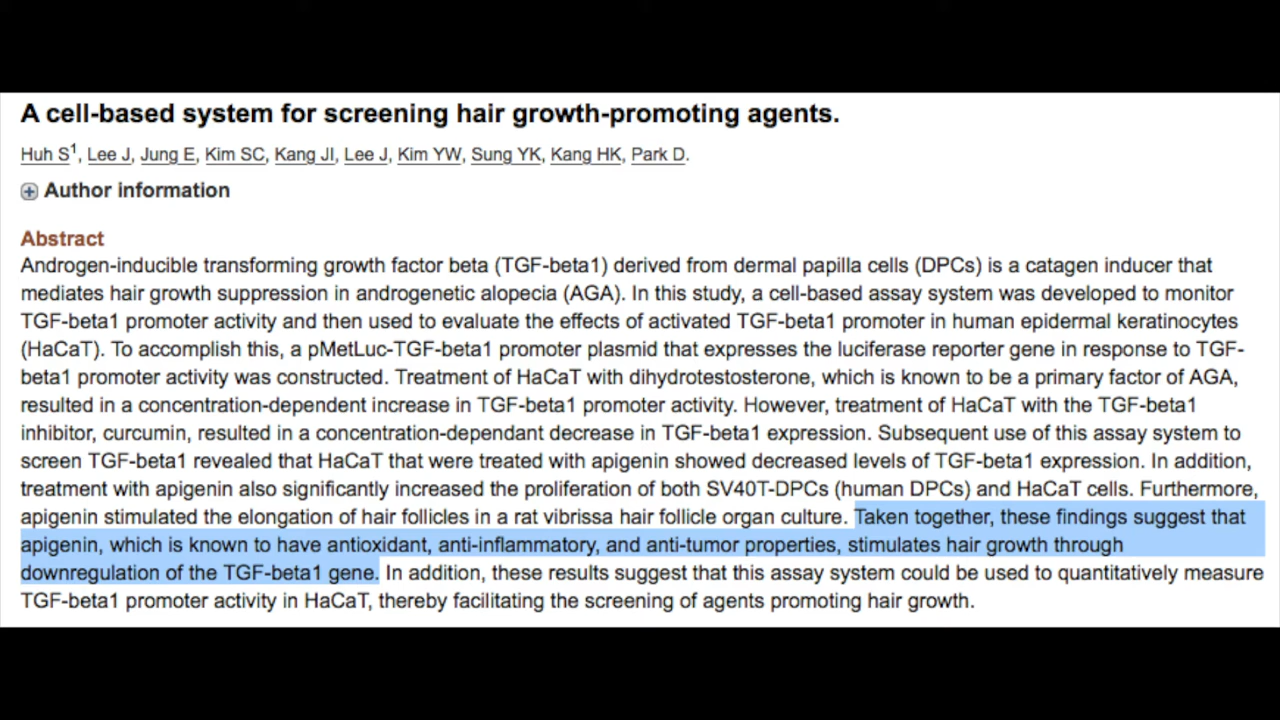 A cell-based system for screening hair growth-promoting agents.
Huh S1, Lee J, Jung E, Kim SC, Kang JI, Lee J, Kim YW, Sung YK, Kang HK, Park D.
Author information
Abstract
Androgen-inducible transforming growth factor beta (TGF-beta1) derived from dermal papilla cells (DPCs) is a catagen inducer that
mediates hair growth suppression in androgenetic alopecia (AGA). In this study, a cell-based assay system was developed to monitor
TGF-beta1 promoter activity and then used to evaluate the effects of activated TGF-beta1 promoter in human epidermal keratinocytes
(HaCaT). To accomplish this, a pMetLuc-TGF-beta1 promoter plasmid that expresses the luciferase reporter gene in response to TGF-
beta1 promoter activity was constructed. Treatment of HaCaT with dihydrotestosterone, which is known to be a primary factor of AGA,
resulted in a concentration-dependent increase in TGF-beta1 promoter activity. However, treatment of HaCaT with the TGF-beta1
inhibitor, curcumin, resulted in a concentration-dependant decrease in TGF-beta1 expression. Subsequent use of this assay system to
screen TGF-beta1 revealed that HaCaT that were treated with apigenin showed decreased levels of TGF-beta1 expression. In addition,
treatment with apigenin also significantly increased the proliferation of both SV40T-DPCs (human DPCs) and HaCaT cells. Furthermore,
apigenin stimulated the elongation of hair follicles in a rat vibrissa hair follicle organ culture. Taken together, these findings suggest that
apigenin, which is known to have antioxidant, anti-inflammatory, and anti-tumor properties, stimulates hair growth through
downregulation of the TGF-beta1 gene. In addition, these results suggest that this assay system could be used to quantitatively measure
TGF-beta1 promoter activity in HaCaT, thereby facilitating the screening of agents promoting hair growth.